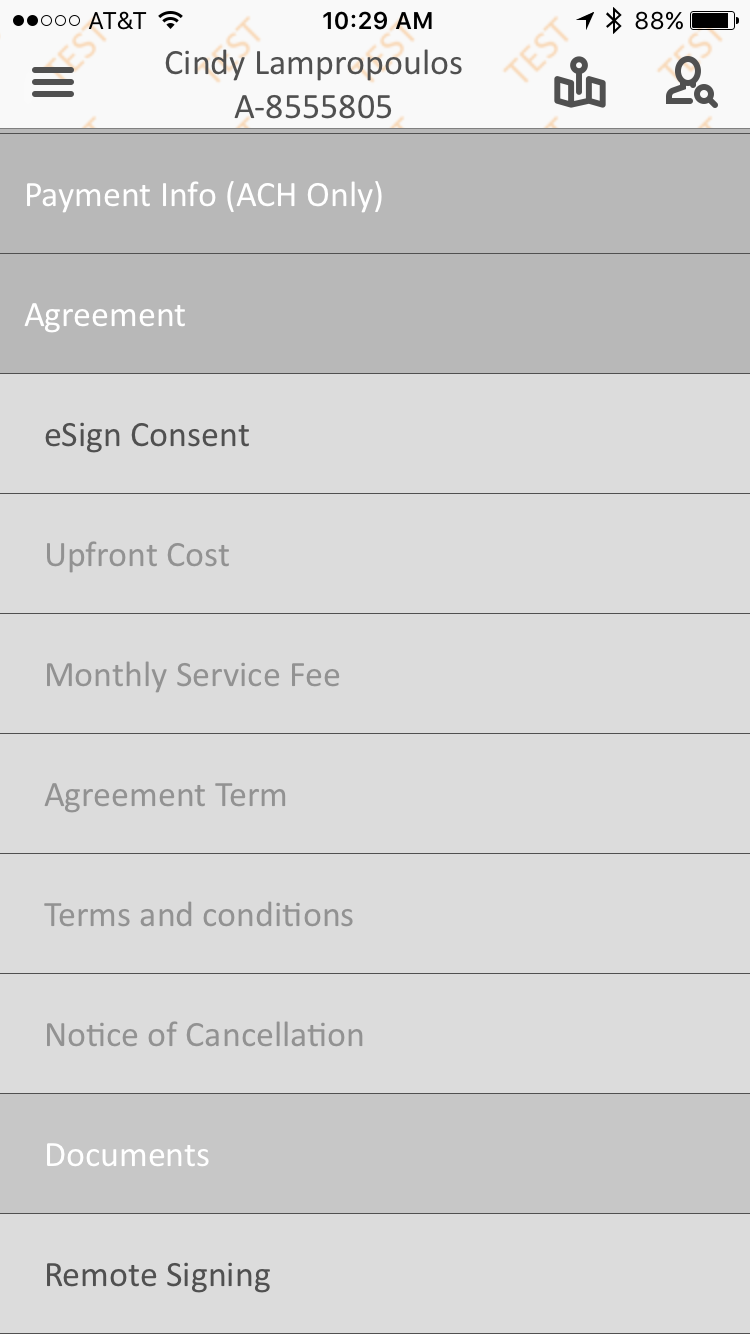 AT&T 10:29 AM 88%
TEST TEST TEST TEST TEST
Cindy Lampropoulos
A-8555805
Payment Info (ACH Only)
Agreement
eSign Consent
Upfront Cost
Monthly Service Fee
Agreement Term
Terms and conditions
Notice of Cancellation
Documents
Remote Signing